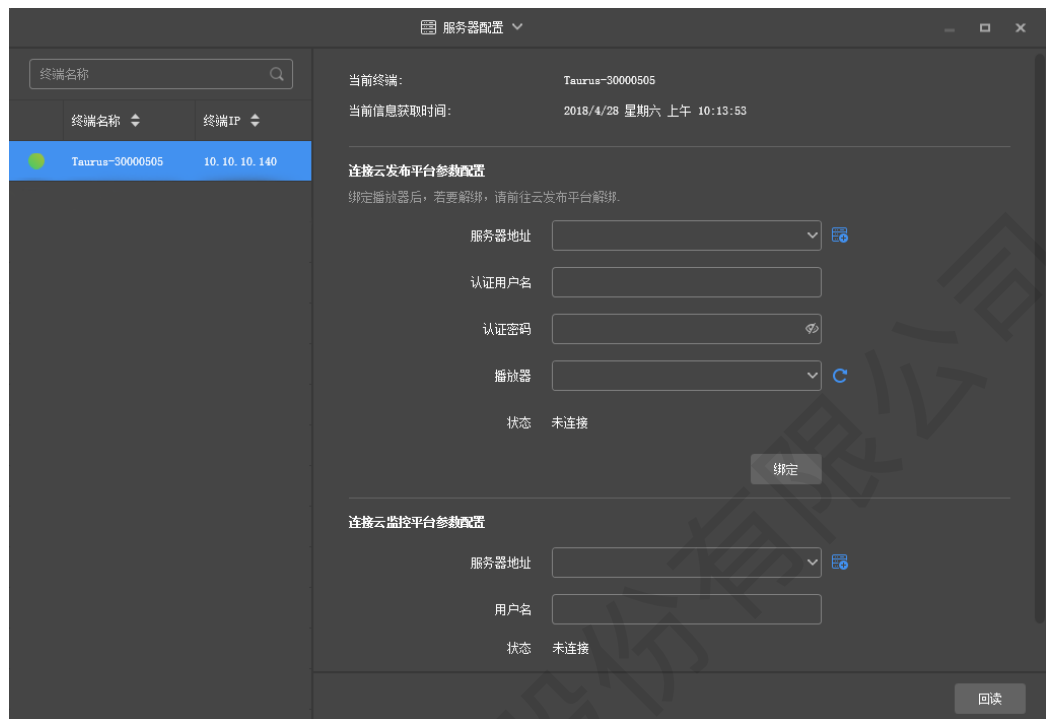 服务器配置
终端名称
终端名称 终端IP
Taurus-30000505 10.10.10.140
当前终端: Taurus-30000505
当前信息获取时间: 2018/4/28 星期六 上午 10:13:53
连接云发布平台参数配置
绑定播放器后，若要解绑，请前往云发布平台解绑.
服务器地址
认证用户名
认证密码
播放器
状态 未连接
绑定
连接云监控平台参数配置
服务器地址
用户名
状态 未连接
回读
股份有限公司